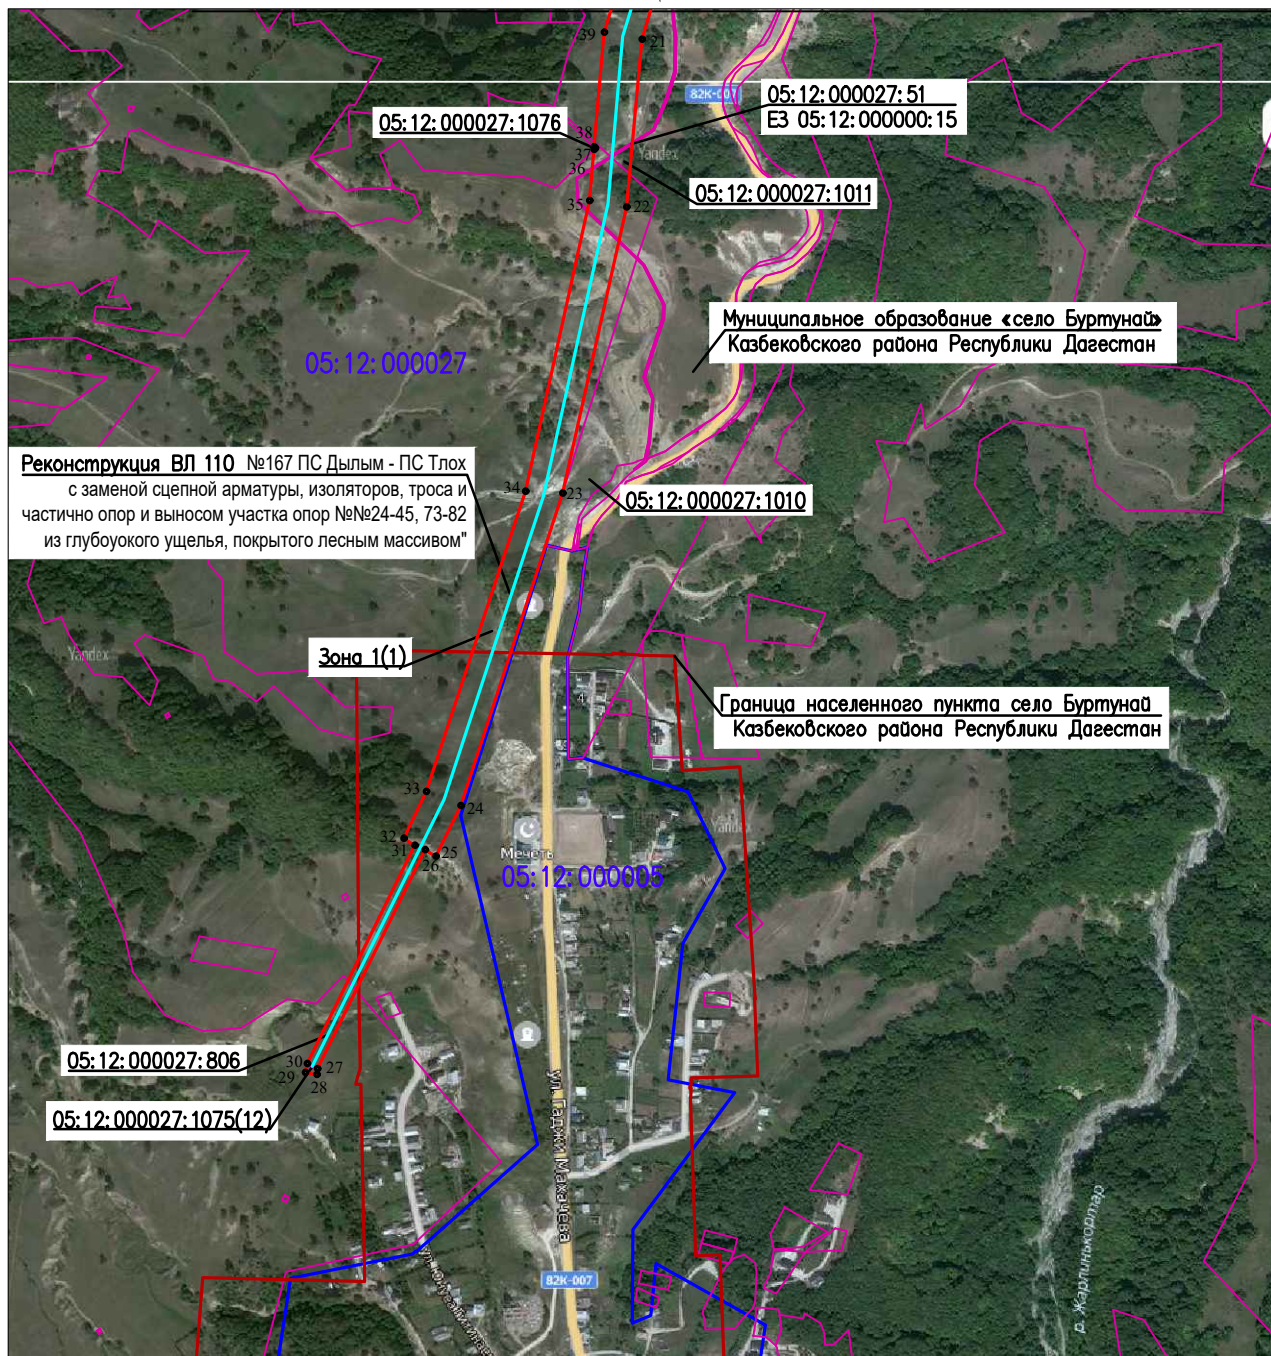 39
21
82К-007
05:12:000027:51
ЕЗ 05:12:000000:15
05:12:000027:1076
38
37
36
Yandex
05:12:000027:1011
35
22
Муниципальное образование «село Буртунай»
Казбековского района Республики Дагестан
05:12:000027
Реконструкция ВЛ 110 №167 ПС Дылым - ПС Тлох
с заменой сцепной арматуры, изоляторов, троса и
частично опор и выносом участка опор №№24-45, 73-82
из глубоукого ущелья, покрытого лесным массивом"
34
23
05:12:000027:1010
Yandex
Зона 1(1)
4
Граница населенного пункта село Буртунай
Казбековского района Республики Дагестан
33
24
Yandex
32
31
25
26
Мечеть
05:12:000005
05:12:000027:806
30
29
27
28
05:12:000027:1075(12)
ул. Гаджи Махачева
82К-007
р. Жарлинькортар